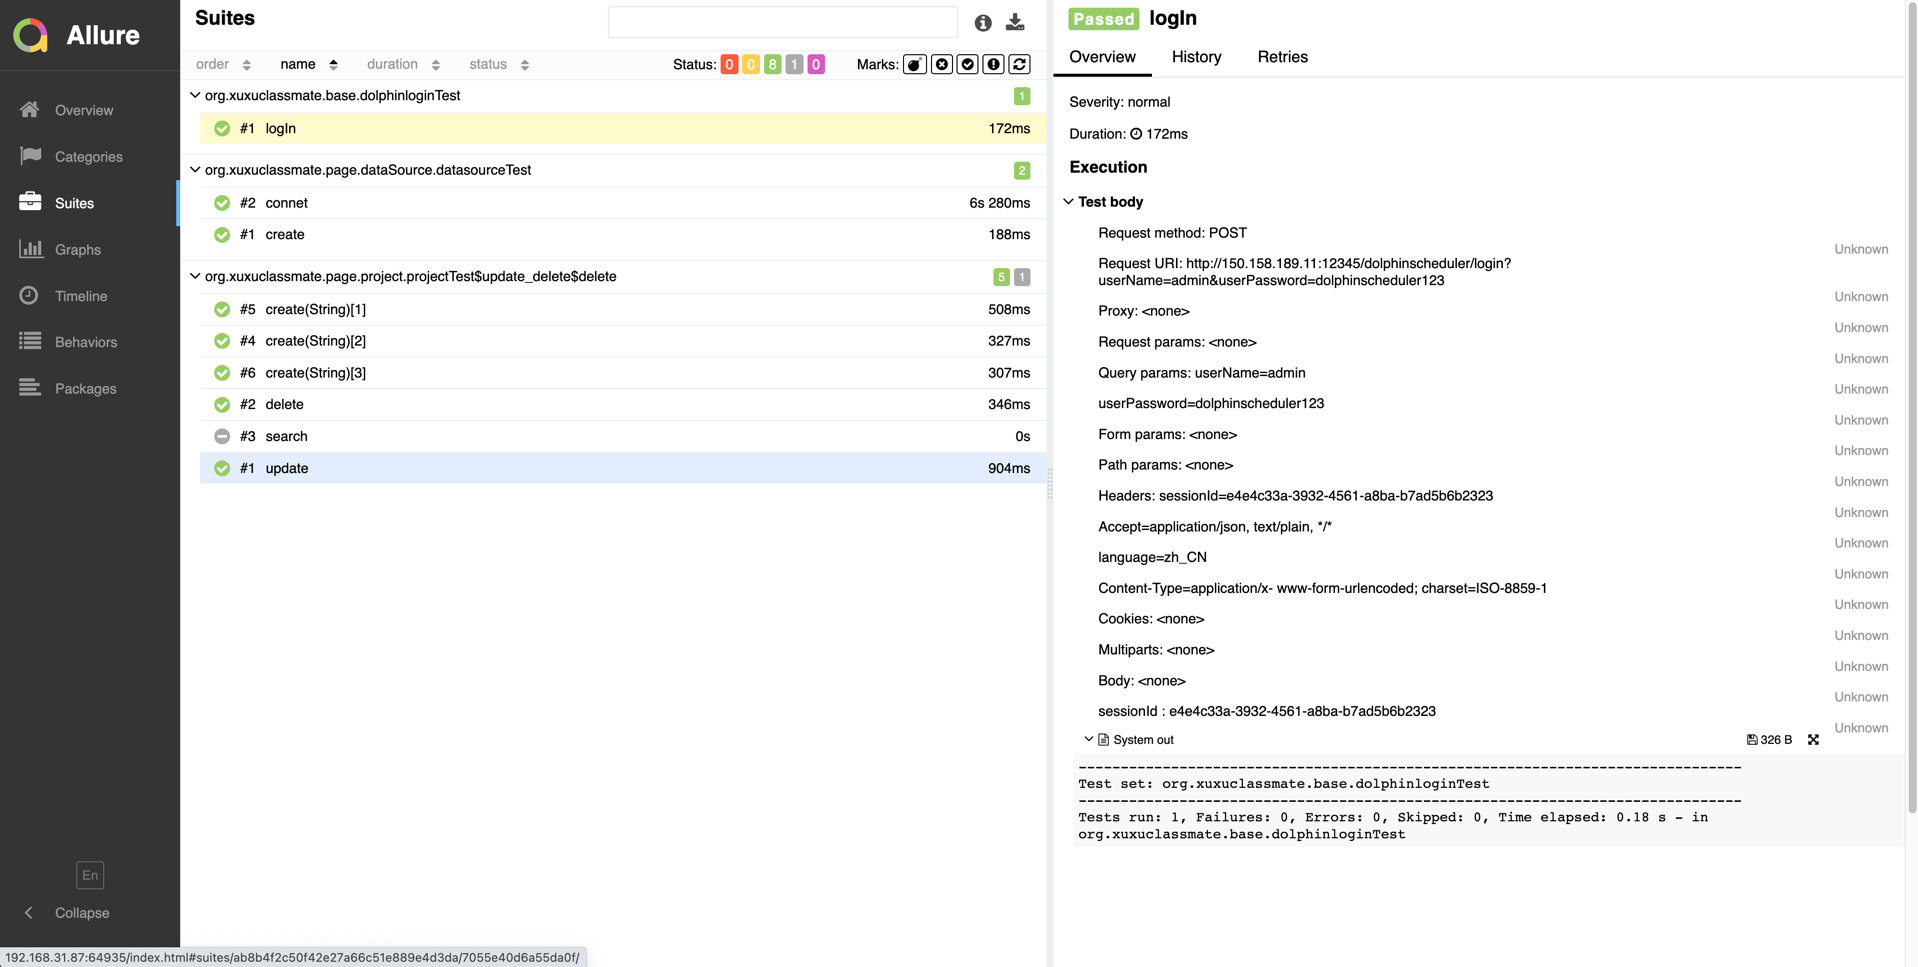 Allure
Overview
Categories
Suites
Graphs
Timeline
Behaviors
Packages
En
Collapse
Suites
order name duration status Status: 0 0 8 1 0 Marks:
org.xuxuclassmate.base.dolphinloginTest 1
#1 logIn 172ms
org.xuxuclassmate.page.dataSource.datasourceTest 2
#2 connet 6s 280ms
#1 create 188ms
org.xuxuclassmate.page.project.projectTest$update_delete$delete 5 1
#5 create(String)[1] 508ms
#4 create(String)[2] 327ms
#6 create(String)[3] 307ms
#2 delete 346ms
#3 search 0s
#1 update 904ms
Passed logIn
Overview History Retries
Severity: normal
Duration: 172ms
Execution
Test body
Request method: POST
Unknown
Request URI: http://150.158.189.11:12345/dolphinscheduler/login?
userName=admin&userPassword=dolphinscheduler123
Unknown
Proxy: <none>
Unknown
Request params: <none>
Unknown
Query params: userName=admin
Unknown
userPassword=dolphinscheduler123
Unknown
Form params: <none>
Unknown
Path params: <none>
Unknown
Headers: sessionId=e4e4c33a-3932-4561-a8ba-b7ad5b6b2323
Unknown
Accept=application/json, text/plain, */*
Unknown
language=zh_CN
Unknown
Content-Type=application/x- www-form-urlencoded; charset=ISO-8859-1
Unknown
Cookies: <none>
Unknown
Multiparts: <none>
Unknown
Body: <none>
Unknown
sessionId : e4e4c33a-3932-4561-a8ba-b7ad5b6b2323
Unknown
System out 326 B
--------------------------------------------------------------------------------
Test set: org.xuxuclassmate.base.dolphinloginTest
--------------------------------------------------------------------------------
Tests run: 1, Failures: 0, Errors: 0, Skipped: 0, Time elapsed: 0.18 s - in
org.xuxuclassmate.base.dolphinloginTest
192.168.31.87:64935/index.html#suites/ab8b4f2c50f42e27a66c51e889e4d3da/7055e40d6a55da0f/